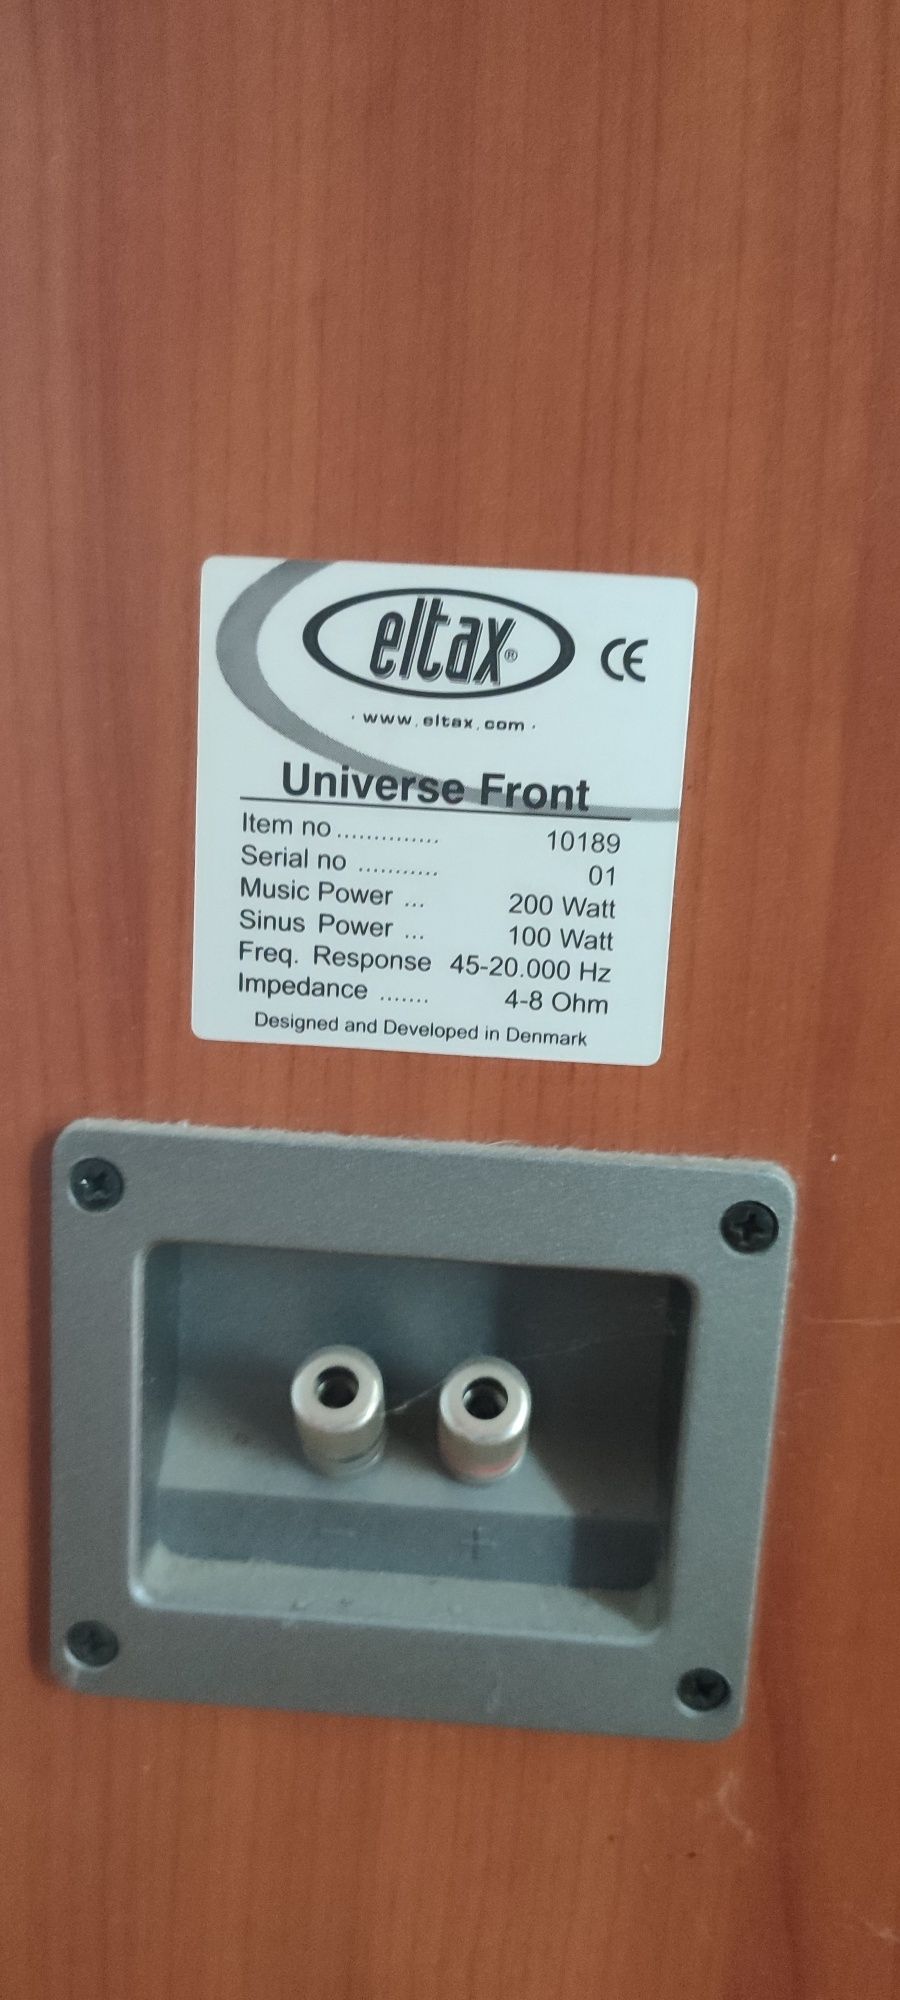 eltax® CE
· www.eltax.com ·
Universe Front
Item no .............. 10189
Serial no ........... 01
Music Power ... 200 Watt
Sinus Power ... 100 Watt
Freq. Response 45-20.000 Hz
Impedance ....... 4-8 Ohm
Designed and Developed in Denmark
− +